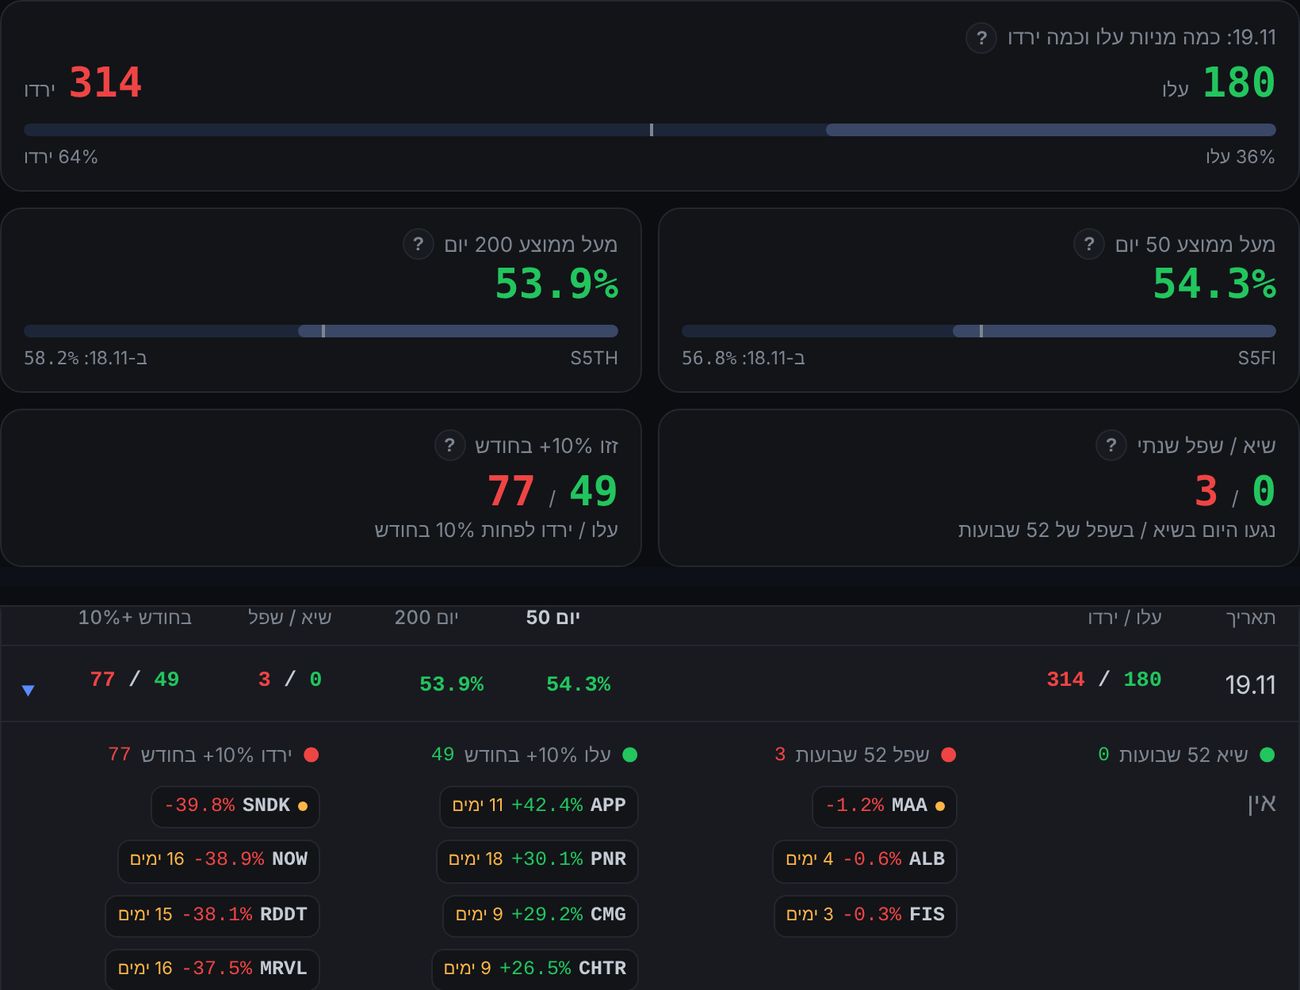 19.11: כמה מניות עלו וכמה ירדו ?
180 עלו
314 ירדו
36% עלו
64% ירדו
מעל ממוצע 50 יום ?
54.3%
S5FI
ב-18.11: 56.8%
מעל ממוצע 200 יום ?
53.9%
S5TH
ב-18.11: 58.2%
שיא / שפל שנתי ?
0 / 3
נגעו היום בשיא / בשפל של 52 שבועות
זזו 10%+ בחודש ?
49 / 77
עלו / ירדו לפחות 10% בחודש
תאריך עלו / ירדו 50 יום 200 יום שיא / שפל 10%+ בחודש
19.11 180 / 314 54.3% 53.9% 0 / 3 49 / 77 ▼
שיא 52 שבועות 0
אין
שפל 52 שבועות 3
MAA -1.2%
ALB -0.6% 4 ימים
FIS -0.3% 3 ימים
עלו 10%+ בחודש 49
APP +42.4% 11 ימים
PNR +30.1% 18 ימים
CMG +29.2% 9 ימים
CHTR +26.5% 9 ימים
ירדו 10%+ בחודש 77
SNDK -39.8%
NOW -38.9% 16 ימים
RDDT -38.1% 15 ימים
MRVL -37.5% 16 ימים